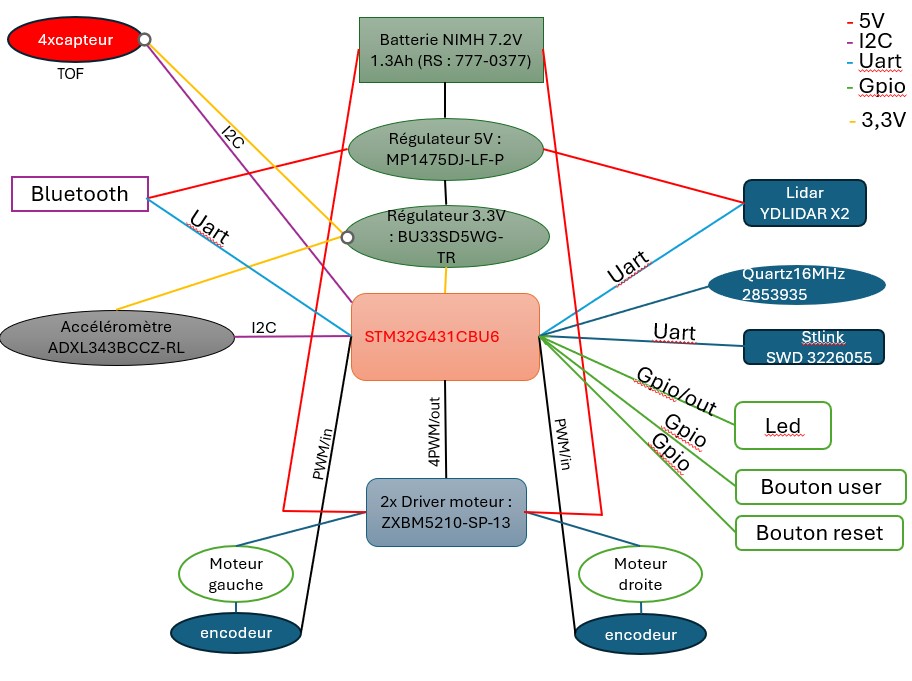 4xcapteur
TOF
Batterie NIMH 7.2V
1.3Ah (RS : 777-0377)
- 5V
- I2C
- Uart
- Gpio
- 3,3V
I2C
Régulateur 5V :
MP1475DJ-LF-P
Bluetooth
Uart
Régulateur 3.3V
: BU33SD5WG-
TR
Lidar
YDLIDAR X2
Uart
Quartz16MHz
2853935
Accéléromètre
ADXL343BCCZ-RL
I2C
STM32G431CBU6
Uart
Stlink
SWD 3226055
Gpio/out
Led
Gpio
Gpio
Bouton user
Bouton reset
PWM/in
4PWM/out
PWM/in
2x Driver moteur :
ZXBM5210-SP-13
Moteur
gauche
encodeur
Moteur
droite
encodeur